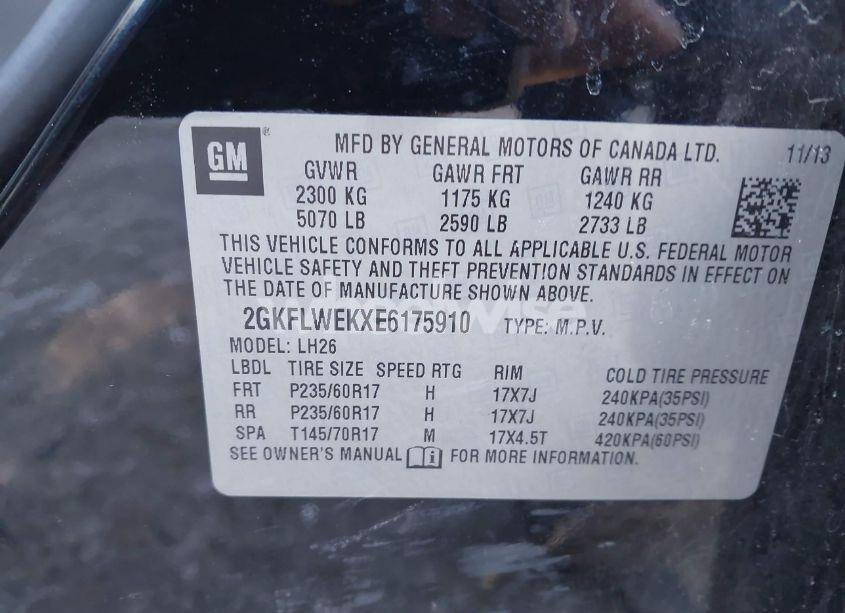 GM ® MFD BY GENERAL MOTORS OF CANADA LTD. 11/13
GVWR GAWR FRT GAWR RR
2300 KG 1175 KG 1240 KG
5070 LB 2590 LB 2733 LB
THIS VEHICLE CONFORMS TO ALL APPLICABLE U.S. FEDERAL MOTOR
VEHICLE SAFETY AND THEFT PREVENTION STANDARDS IN EFFECT ON
THE DATE OF MANUFACTURE SHOWN ABOVE.
2GKFLWEKXE6175910 TYPE: M.P.V.
MODEL: LH26
LBDL TIRE SIZE SPEED RTG RIM COLD TIRE PRESSURE
FRT P235/60R17 H 17X7J 240KPA(35PSI)
RR P235/60R17 H 17X7J 240KPA(35PSI)
SPA T145/70R17 M 17X4.5T 420KPA(60PSI)
SEE OWNER'S MANUAL i FOR MORE INFORMATION.